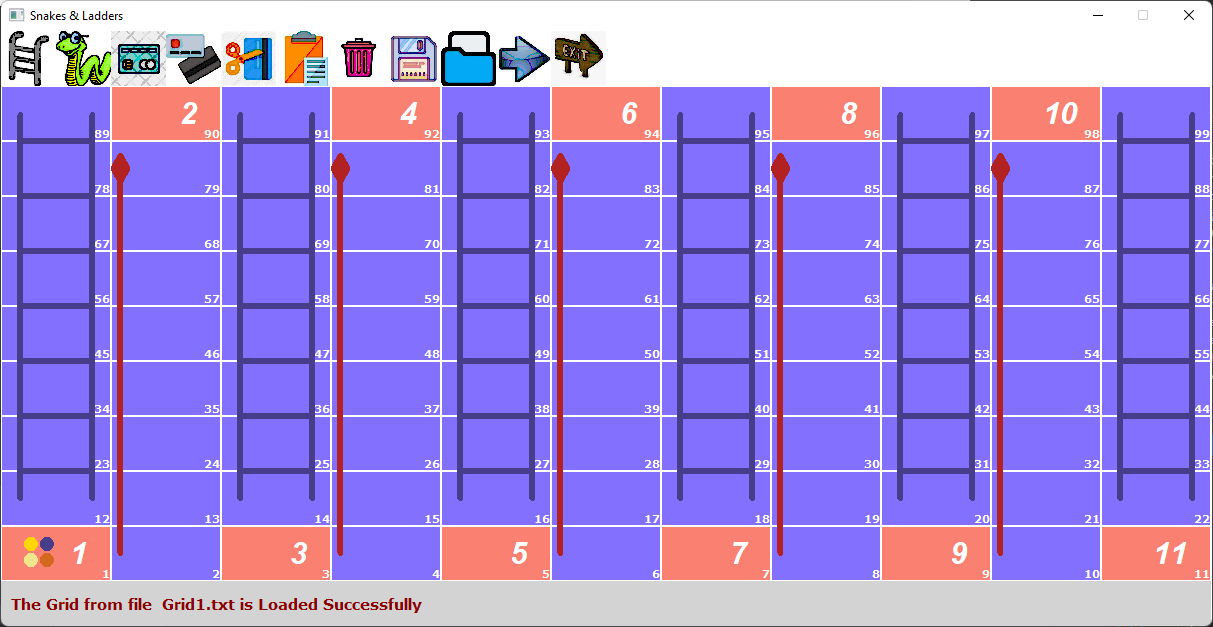 Snakes & Ladders
EXIT
2 4 6 8 10
89 90 91 92 93 94 95 96 97 98 99
78 79 80 81 82 83 84 85 86 87 88
67 68 69 70 71 72 73 74 75 76 77
56 57 58 59 60 61 62 63 64 65 66
45 46 47 48 49 50 51 52 53 54 55
34 35 36 37 38 39 40 41 42 43 44
23 24 25 26 27 28 29 30 31 32 33
12 13 14 15 16 17 18 19 20 21 22
1 3 5 7 9 11
1 2 3 4 5 6 7 8 9 10 11
The Grid from file Grid1.txt is Loaded Successfully